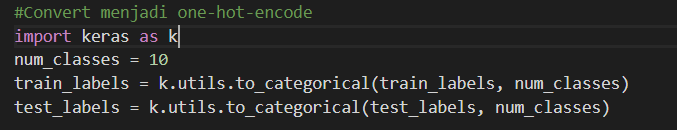 #Convert menjadi one-hot-encode
import keras as k
num_classes = 10
train_labels = k.utils.to_categorical(train_labels, num_classes)
test_labels = k.utils.to_categorical(test_labels, num_classes)